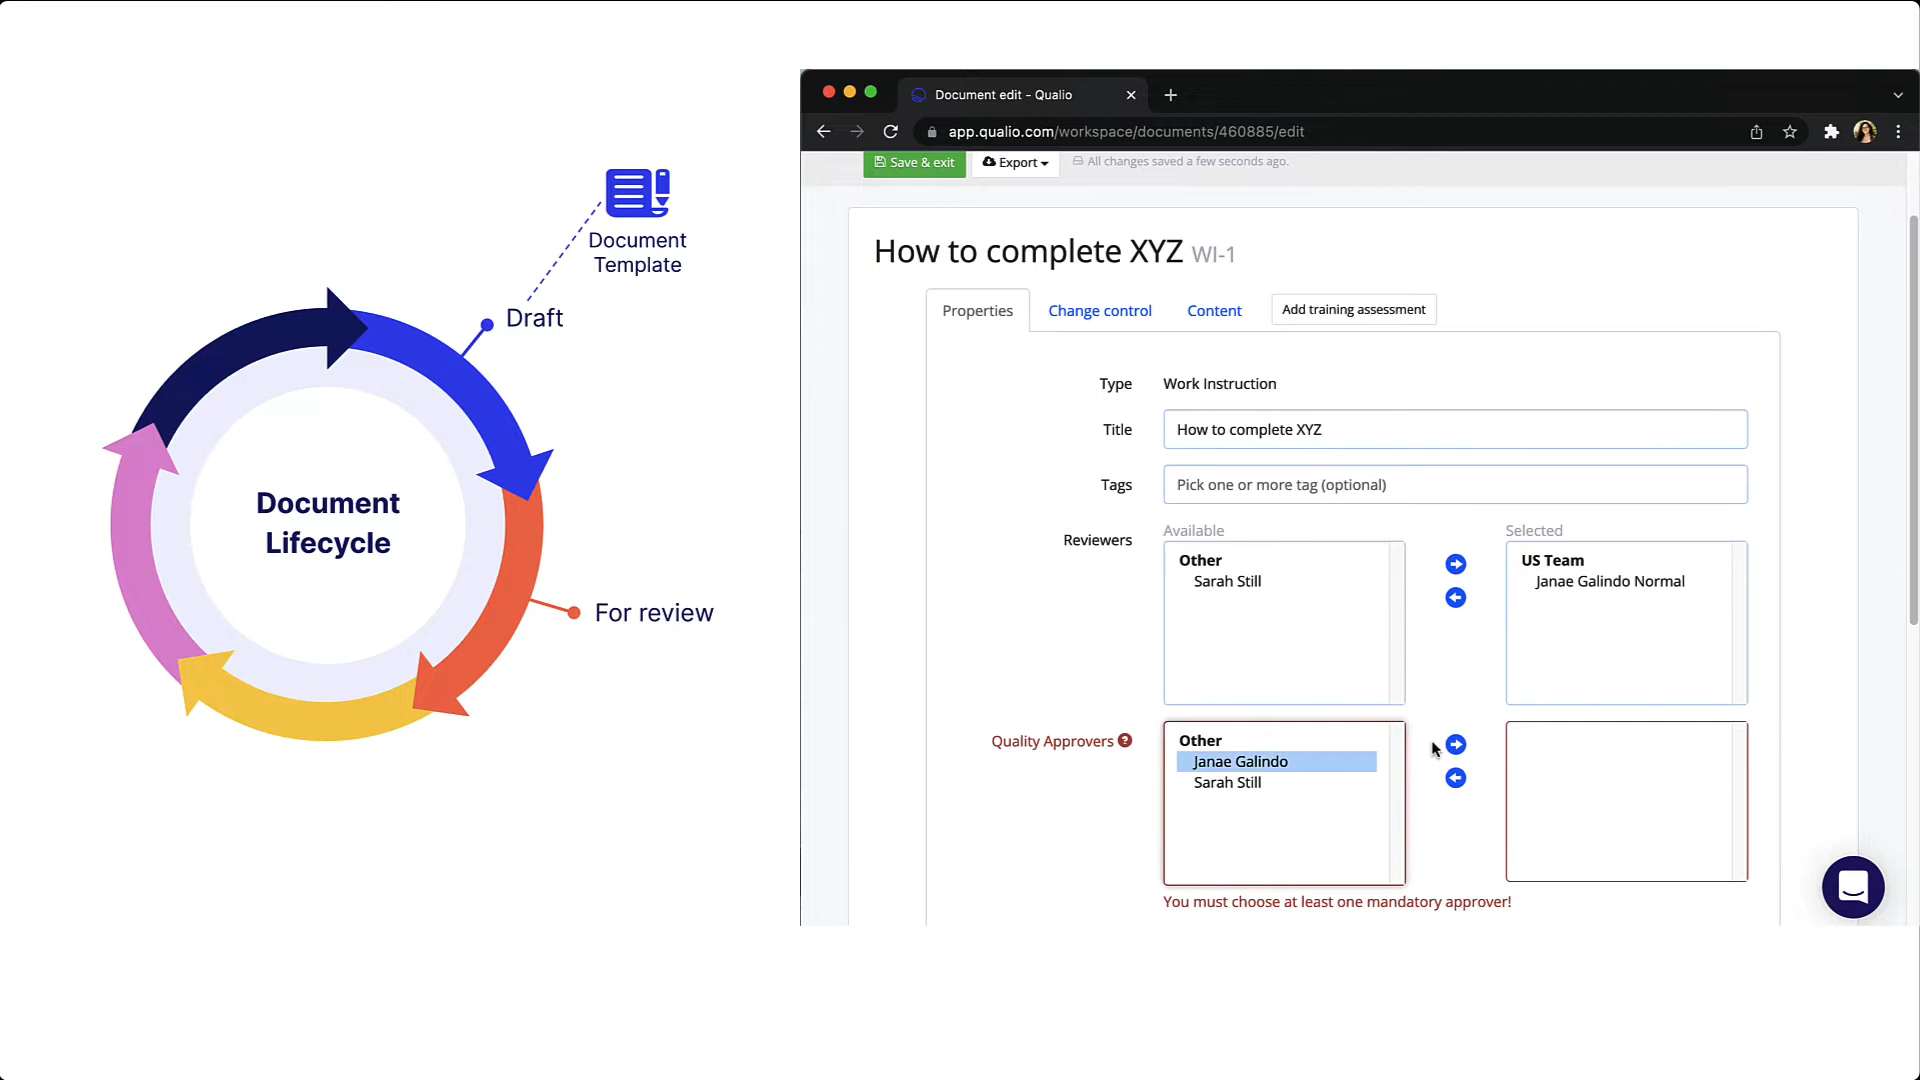 Document
Template
Draft
Document
Lifecycle
For review
Document edit - Qualio
app.qualio.com/workspace/documents/460885/edit
Save & exit
Export
All changes saved a few seconds ago.
How to complete XYZ WI-1
Properties
Change control
Content
Add training assessment
Type
Work Instruction
Title
How to complete XYZ
Tags
Pick one or more tag (optional)
Reviewers
Available
Other
Sarah Still
Selected
US Team
Janae Galindo Normal
Quality Approvers ?
Other
Janae Galindo
Sarah Still
You must choose at least one mandatory approver!